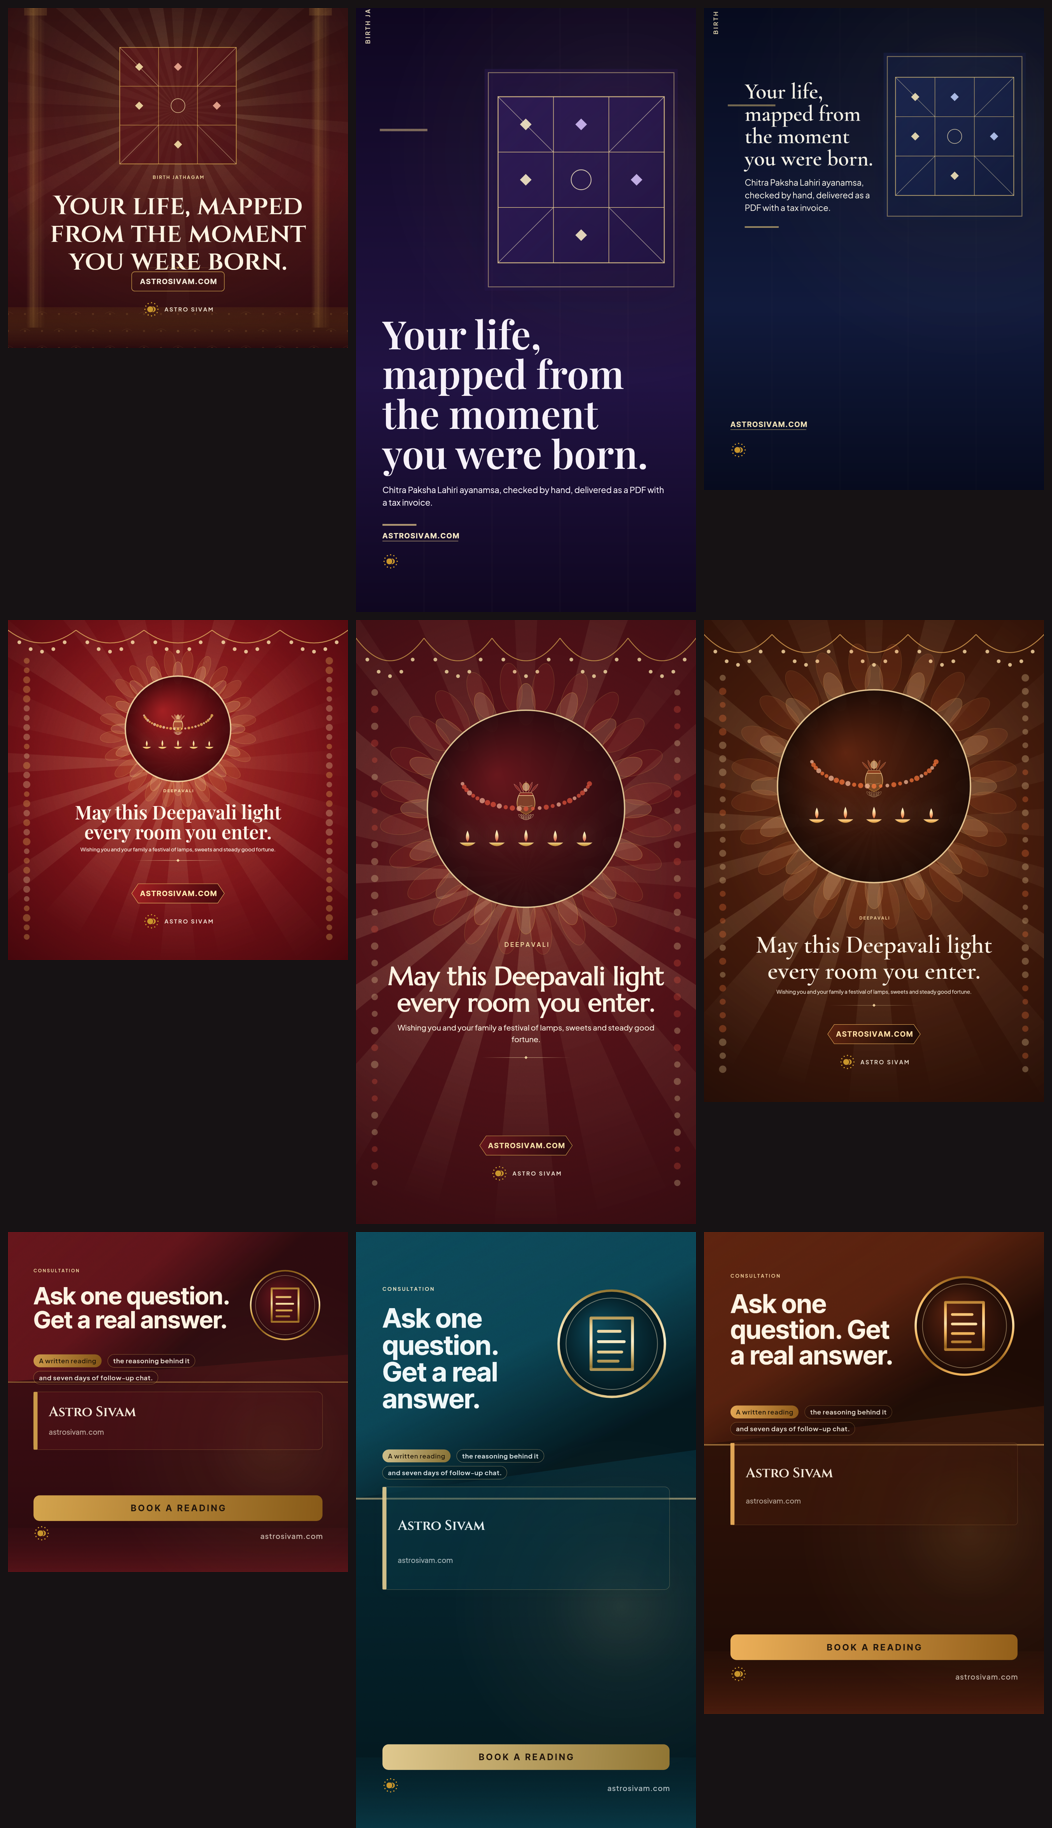 BIRTH JATHAGAM
YOUR LIFE, MAPPED
FROM THE MOMENT
YOU WERE BORN.
ASTROSIVAM.COM
ASTRO SIVAM
BIRTH JA
Your life,
mapped from
the moment
you were born.
Chitra Paksha Lahiri ayanamsa, checked by hand, delivered as a PDF with
a tax invoice.
ASTROSIVAM.COM
BIRTH
Your life,
mapped from
the moment
you were born.
Chitra Paksha Lahiri ayanamsa,
checked by hand, delivered as a
PDF with a tax invoice.
ASTROSIVAM.COM
DEEPAVALI
May this Deepavali light
every room you enter.
Wishing you and your family a festival of lamps, sweets and steady good fortune.
ASTROSIVAM.COM
ASTRO SIVAM
DEEPAVALI
May this Deepavali light
every room you enter.
Wishing you and your family a festival of lamps, sweets and steady good
fortune.
ASTROSIVAM.COM
ASTRO SIVAM
DEEPAVALI
May this Deepavali light
every room you enter.
Wishing you and your family a festival of lamps, sweets and steady good fortune.
ASTROSIVAM.COM
ASTRO SIVAM
CONSULTATION
Ask one question.
Get a real answer.
A written reading the reasoning behind it
and seven days of follow-up chat.
ASTRO SIVAM
astrosivam.com
BOOK A READING
astrosivam.com
CONSULTATION
Ask one
question.
Get a real
answer.
A written reading the reasoning behind it
and seven days of follow-up chat.
ASTRO SIVAM
astrosivam.com
BOOK A READING
astrosivam.com
CONSULTATION
Ask one
question. Get
a real answer.
A written reading the reasoning behind it
and seven days of follow-up chat.
ASTRO SIVAM
astrosivam.com
BOOK A READING
astrosivam.com